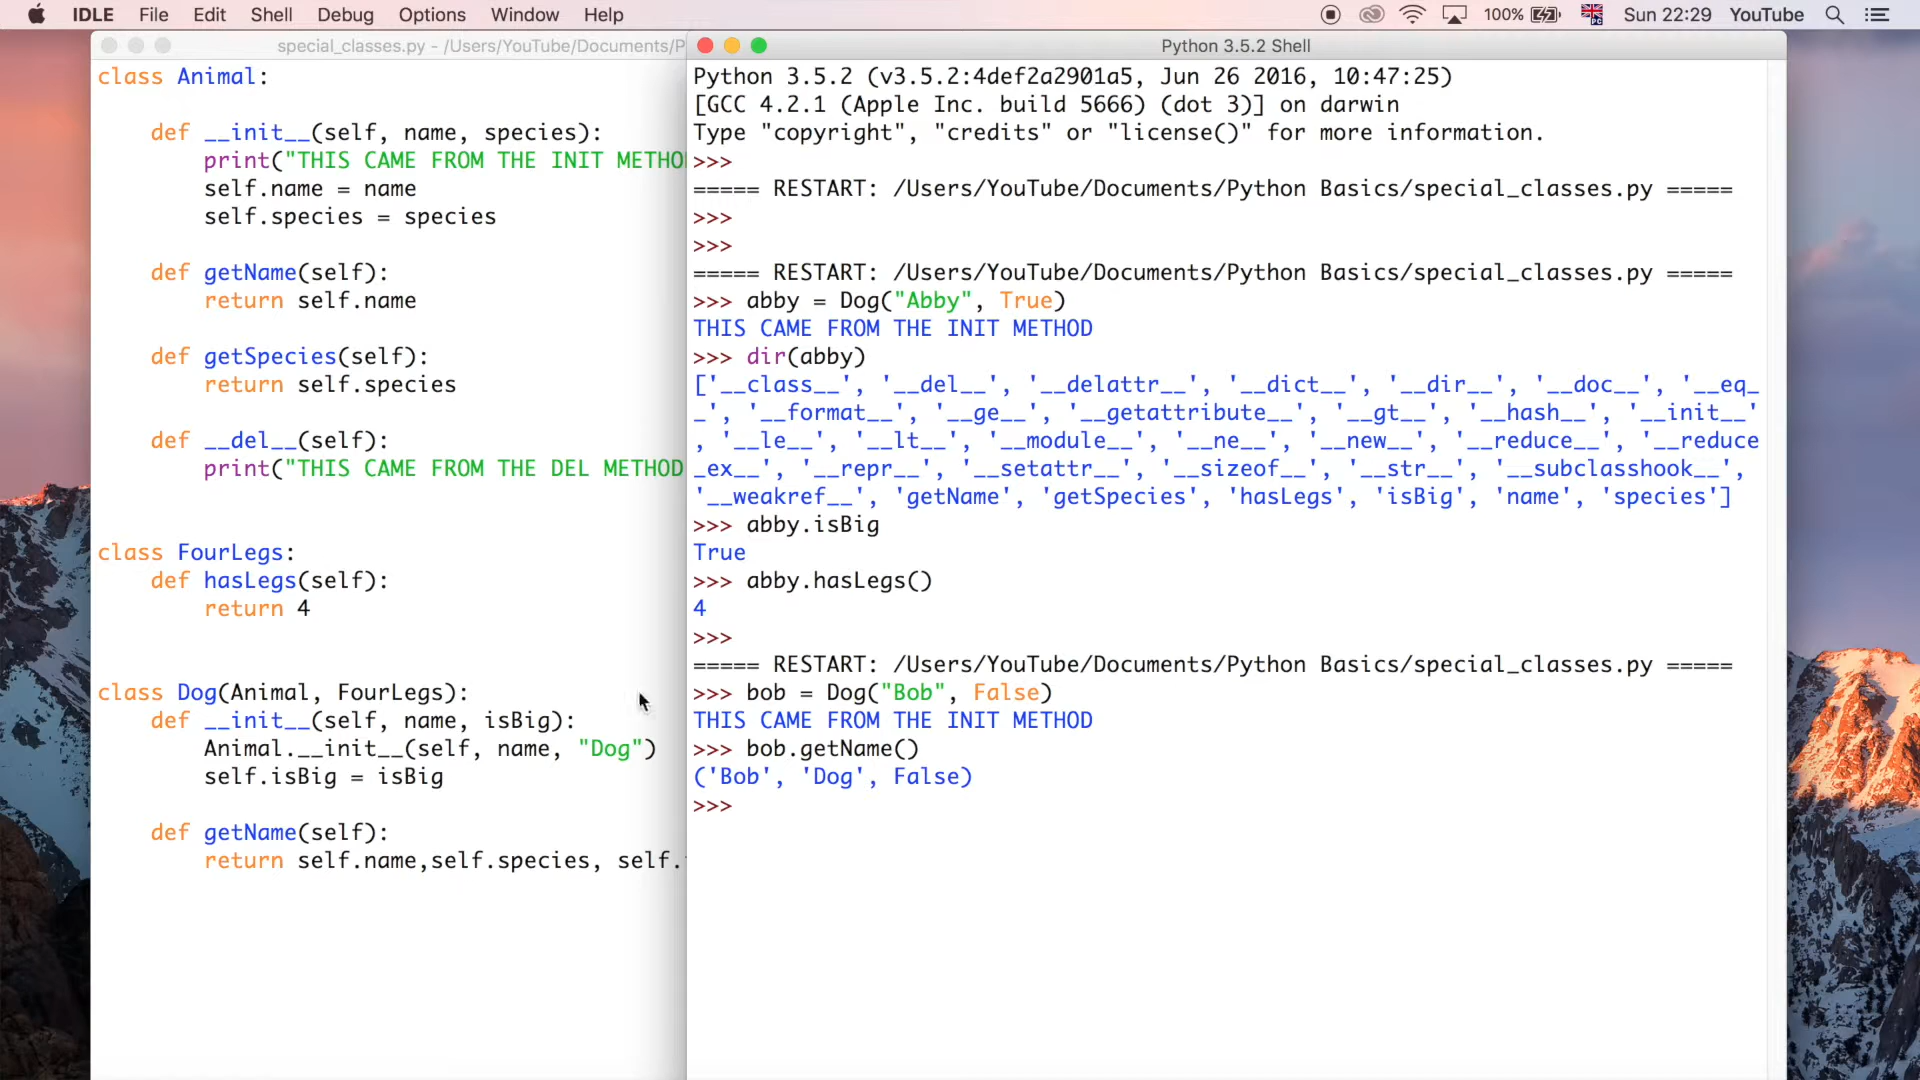 IDLE File Edit Shell Debug Options Window Help 100% Sun 22:29 YouTube
special_classes.py - /Users/YouTube/Documents/P
class Animal:
def __init__(self, name, species):
print("THIS CAME FROM THE INIT METHO
self.name = name
self.species = species
def getName(self):
return self.name
def getSpecies(self):
return self.species
def __del__(self):
print("THIS CAME FROM THE DEL METHOD
class FourLegs:
def hasLegs(self):
return 4
class Dog(Animal, FourLegs):
def __init__(self, name, isBig):
Animal.__init__(self, name, "Dog")
self.isBig = isBig
def getName(self):
return self.name,self.species, self.
Python 3.5.2 Shell
Python 3.5.2 (v3.5.2:4def2a2901a5, Jun 26 2016, 10:47:25)
[GCC 4.2.1 (Apple Inc. build 5666) (dot 3)] on darwin
Type "copyright", "credits" or "license()" for more information.
>>>
===== RESTART: /Users/YouTube/Documents/Python Basics/special_classes.py =====
>>>
>>>
===== RESTART: /Users/YouTube/Documents/Python Basics/special_classes.py =====
>>> abby = Dog("Abby", True)
THIS CAME FROM THE INIT METHOD
>>> dir(abby)
['__class__', '__del__', '__delattr__', '__dict__', '__dir__', '__doc__', '__eq_
_', '__format__', '__ge__', '__getattribute__', '__gt__', '__hash__', '__init__'
, '__le__', '__lt__', '__module__', '__ne__', '__new__', '__reduce__', '__reduce
_ex__', '__repr__', '__setattr__', '__sizeof__', '__str__', '__subclasshook__',
'__weakref__', 'getName', 'getSpecies', 'hasLegs', 'isBig', 'name', 'species']
>>> abby.isBig
True
>>> abby.hasLegs()
4
>>>
===== RESTART: /Users/YouTube/Documents/Python Basics/special_classes.py =====
>>> bob = Dog("Bob", False)
THIS CAME FROM THE INIT METHOD
>>> bob.getName()
('Bob', 'Dog', False)
>>>